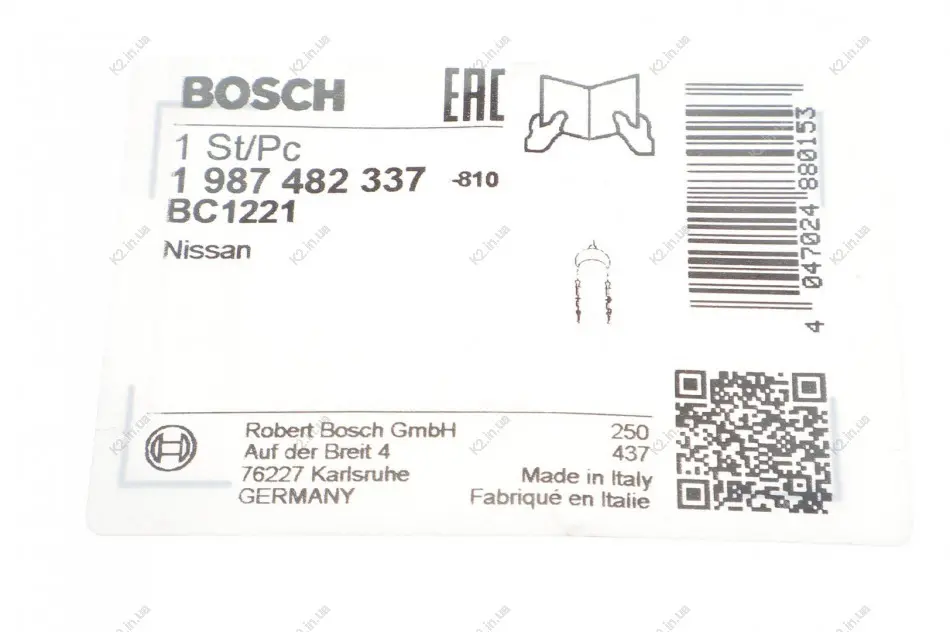 BOSCH
EAC
1 St/Pc
1 987 482 337 -810
BC1221
Nissan
4 047024 880153
Robert Bosch GmbH
Auf der Breit 4
76227 Karlsruhe
GERMANY
250
437
Made in Italy
Fabriqué en Italie
K2.in.ua